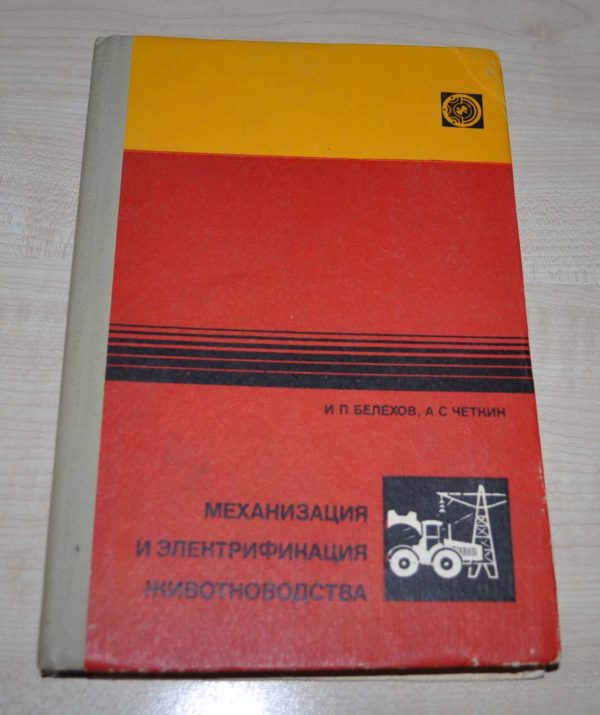 И П БЕЛЕХОВ, А С ЧЕТКИН
МЕХАНИЗАЦИЯ
И ЭЛЕКТРИФИКАЦИЯ
ЖИВОТНОВОДСТВА